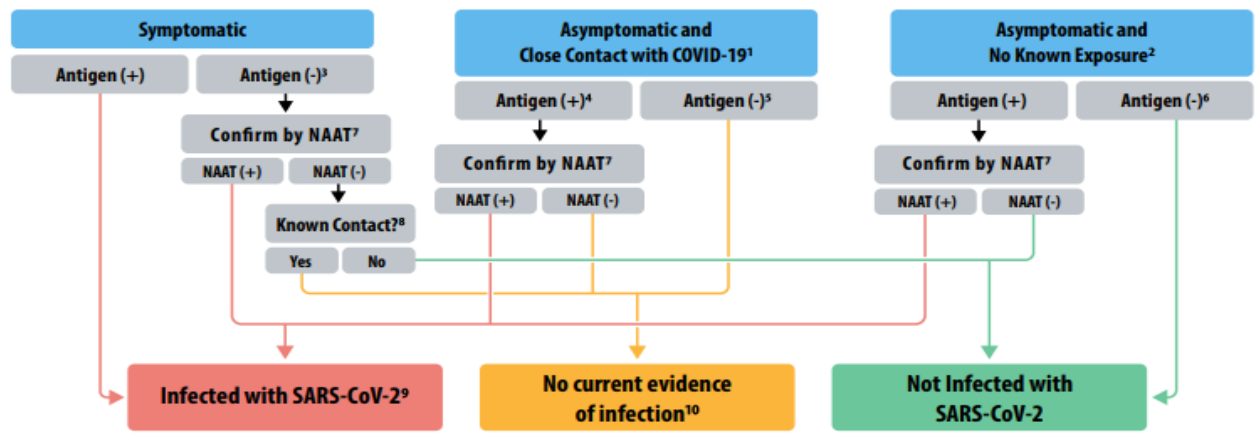 Symptomatic
Antigen (+)
Antigen (-)³
Confirm by NAAT⁷
NAAT (+)
NAAT (-)
Known Contact?⁸
Yes
No
Asymptomatic and
Close Contact with COVID-19¹
Antigen (+)⁴
Antigen (-)⁵
Confirm by NAAT⁷
NAAT (+)
NAAT (-)
Asymptomatic and
No Known Exposure²
Antigen (+)
Antigen (-)⁶
Confirm by NAAT⁷
NAAT (+)
NAAT (-)
Infected with SARS-CoV-2⁹
No current evidence
of infection¹⁰
Not Infected with
SARS-CoV-2